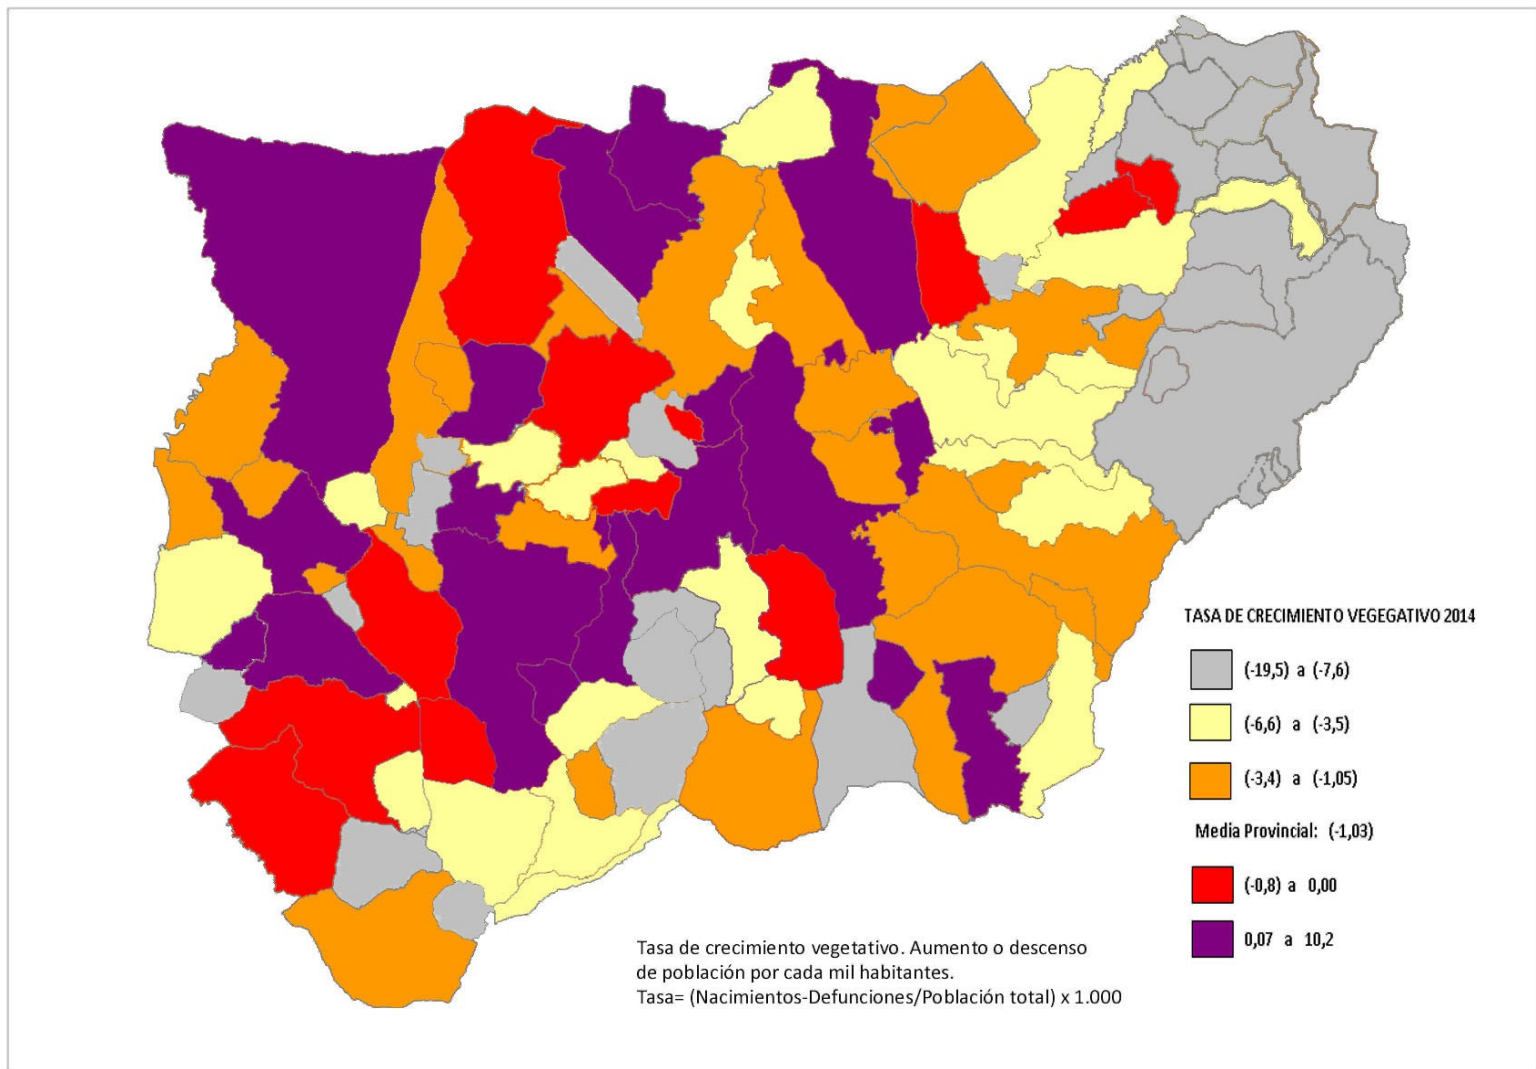 TASA DE CRECIMIENTO VEGEGATIVO 2014
(-19,5) a (-7,6)
(-6,6) a (-3,5)
(-3,4) a (-1,05)
Media Provincial: (-1,03)
(-0,8) a 0,00
0,07 a 10,2
Tasa de crecimiento vegetativo. Aumento o descenso
de población por cada mil habitantes.
Tasa= (Nacimientos-Defunciones/Población total) x 1.000